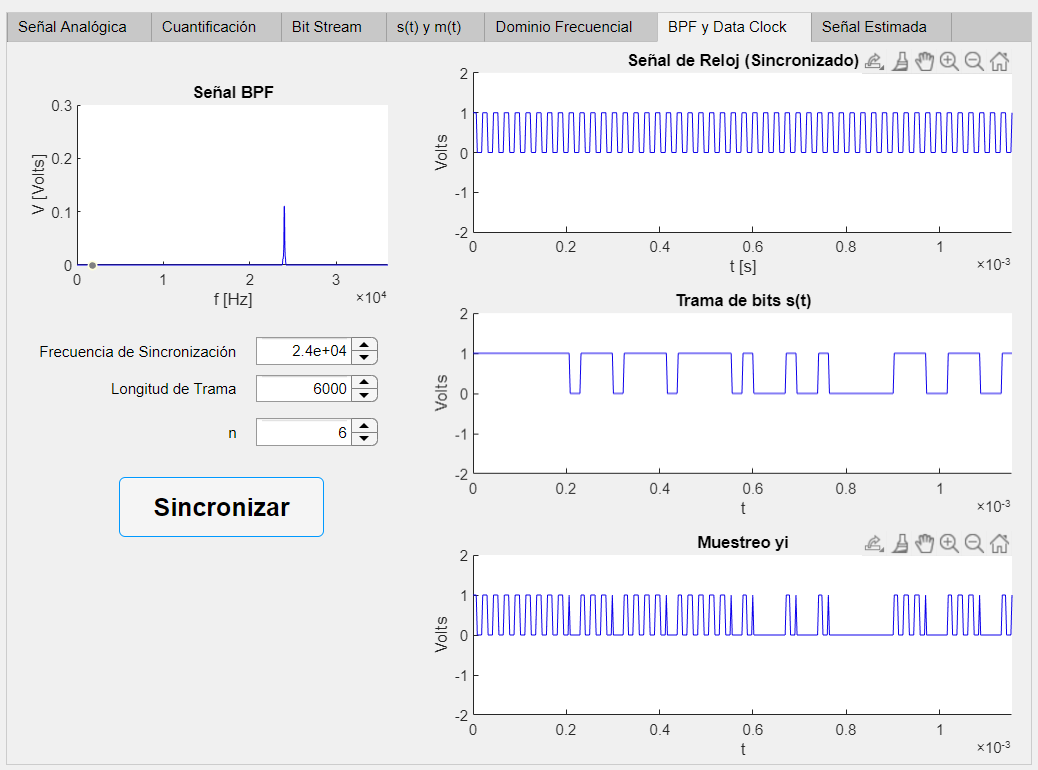 Señal Analógica Cuantificación Bit Stream s(t) y m(t) Dominio Frecuencial BPF y Data Clock Señal Estimada
Señal BPF
0.3
0.2
0.1
0
V [Volts]
0 1 2 3
×10⁴
f [Hz]
Frecuencia de Sincronización 2.4e+04
Longitud de Trama 6000
n 6
Sincronizar
Señal de Reloj (Sincronizado)
2
1
0
-1
-2
Volts
0 0.2 0.4 0.6 0.8 1
×10⁻³
t [s]
Trama de bits s(t)
2
1
0
-1
-2
Volts
0 0.2 0.4 0.6 0.8 1
×10⁻³
t
Muestreo yi
2
1
0
-1
-2
Volts
0 0.2 0.4 0.6 0.8 1
×10⁻³
t